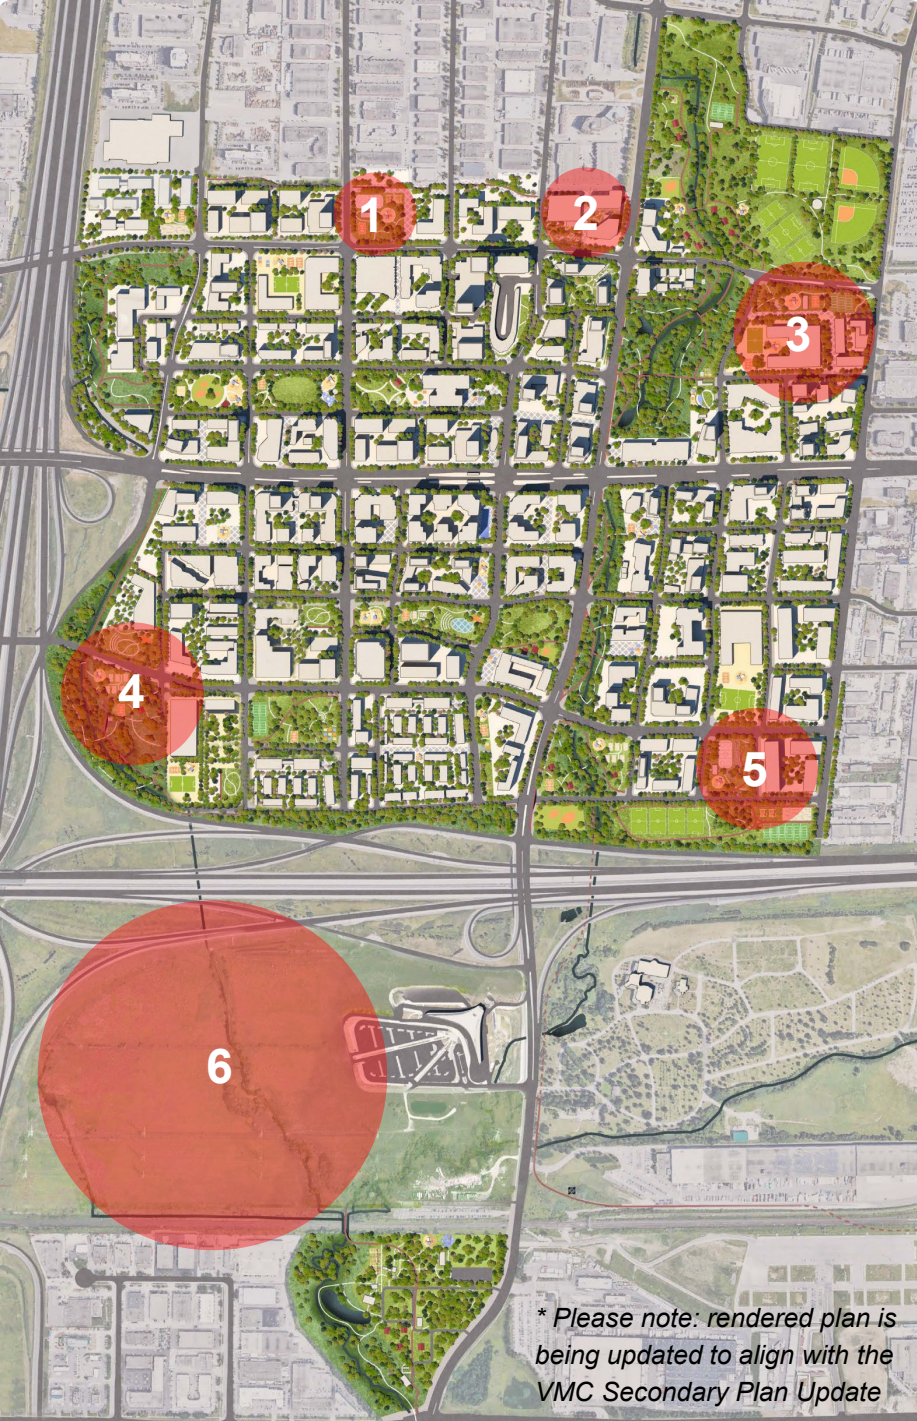 1
2
3
4
5
6
* Please note: rendered plan is
being updated to align with the
VMC Secondary Plan Update